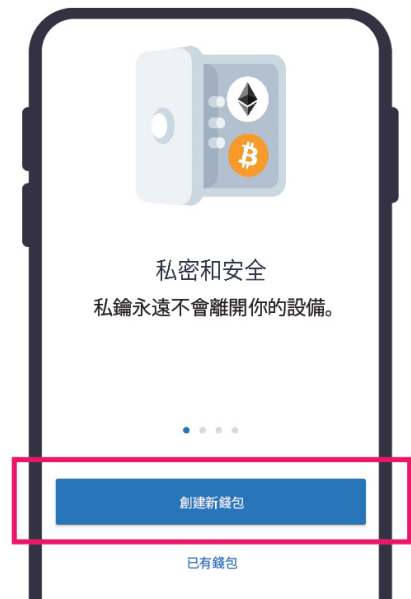 私密和安全
私鑰永遠不會離開你的設備。
創建新錢包
已有錢包